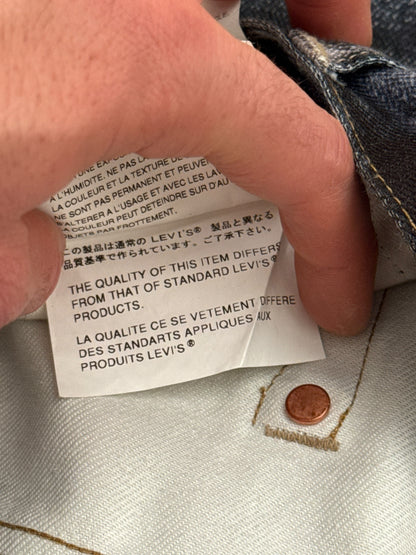 L'HUMIDITE. NE PAS
LA COULEUR ET LA TEXTURE DE
NE SONT PAS PERMANENT ET PEUVENT
ALTERER A L'USAGE ET AVEC LES LAV
LA COULEUR PEUT DETEINDRE SUR D'AU
OBJETS PAR FROTTEMENT.
この製品は通常の LEVI'S® 製品と異なる
品質基準で作られています。ご了承下さい。
THE QUALITY OF THIS ITEM DIFFERS
FROM THAT OF STANDARD LEVI'S®
PRODUCTS.
LA QUALITE CE SE VETEMENT DIFFERE
DES STANDARTS APPLIQUES AUX
PRODUITS LEVI'S®